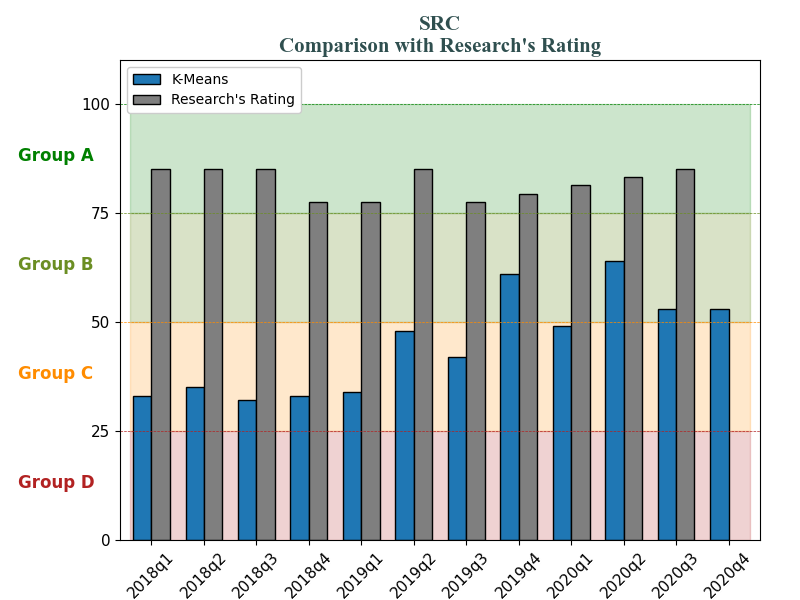 SRC
Comparison with Research's Rating
K-Means
Research's Rating
100
Group A
75
Group B
50
Group C
25
Group D
0
2018q1
2018q2
2018q3
2018q4
2019q1
2019q2
2019q3
2019q4
2020q1
2020q2
2020q3
2020q4